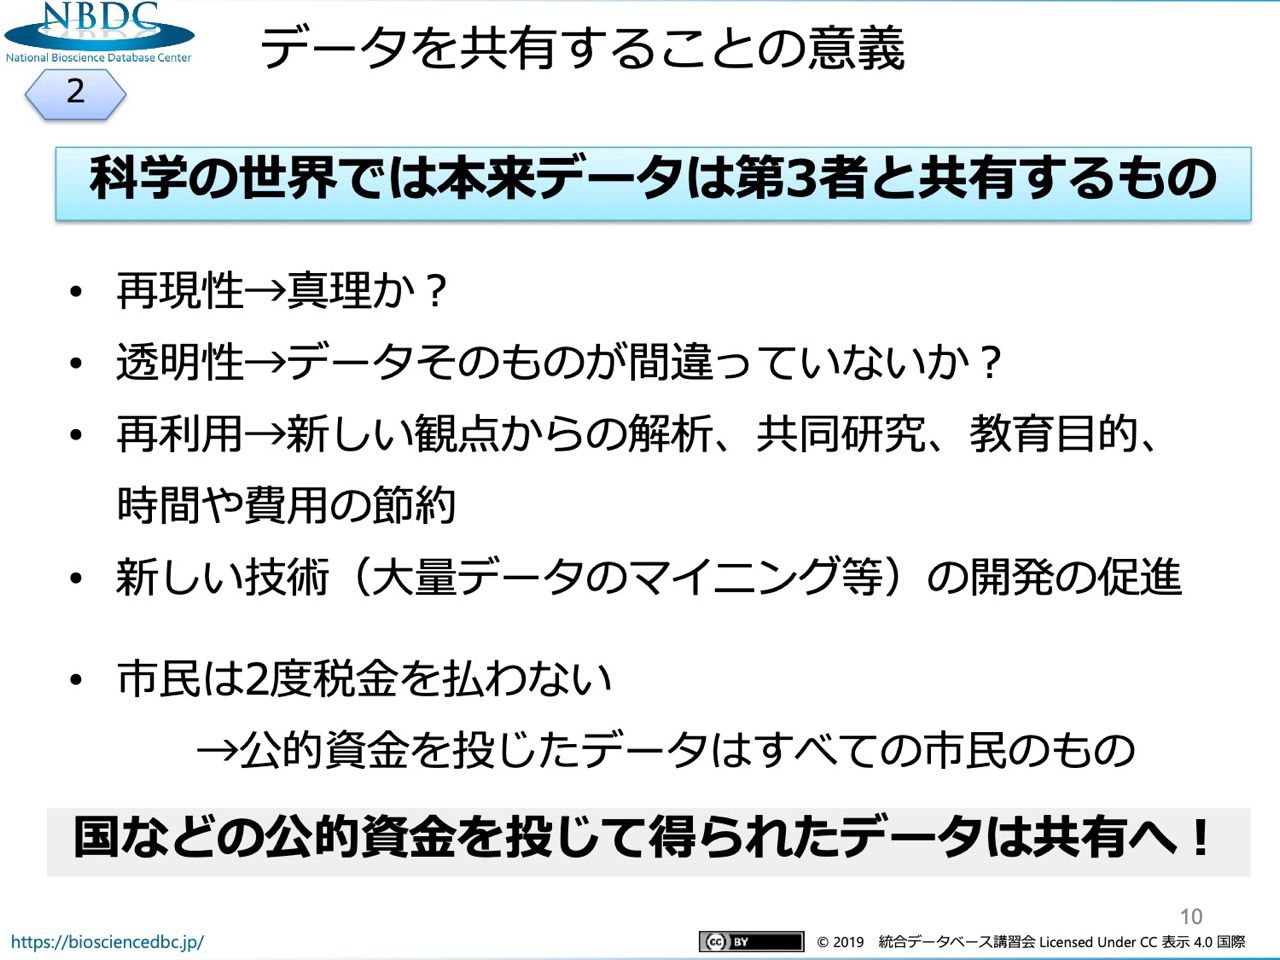 NBDC
National Bioscience Database Center
データを共有することの意義
2
科学の世界では本来データは第3者と共有するもの
• 再現性→真理か？
• 透明性→データそのものが間違っていないか？
• 再利用→新しい観点からの解析、共同研究、教育目的、
時間や費用の節約
• 新しい技術（大量データのマイニング等）の開発の促進
• 市民は2度税金を払わない
→公的資金を投じたデータはすべての市民のもの
国などの公的資金を投じて得られたデータは共有へ！
10
https://biosciencedbc.jp/
cc BY
© 2019 統合データベース講習会 Licensed Under CC 表示 4.0 国際